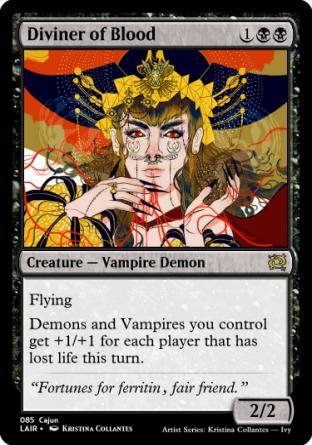 Diviner of Blood 1
Creature — Vampire Demon
Flying
Demons and Vampires you control
get +1/+1 for each player that has
lost life this turn.
“Fortunes for ferritin, fair friend.”
2/2
085 Cajun
LAIR • Kristina Collantes
Artist Series: Kristina Collantes — Ivy